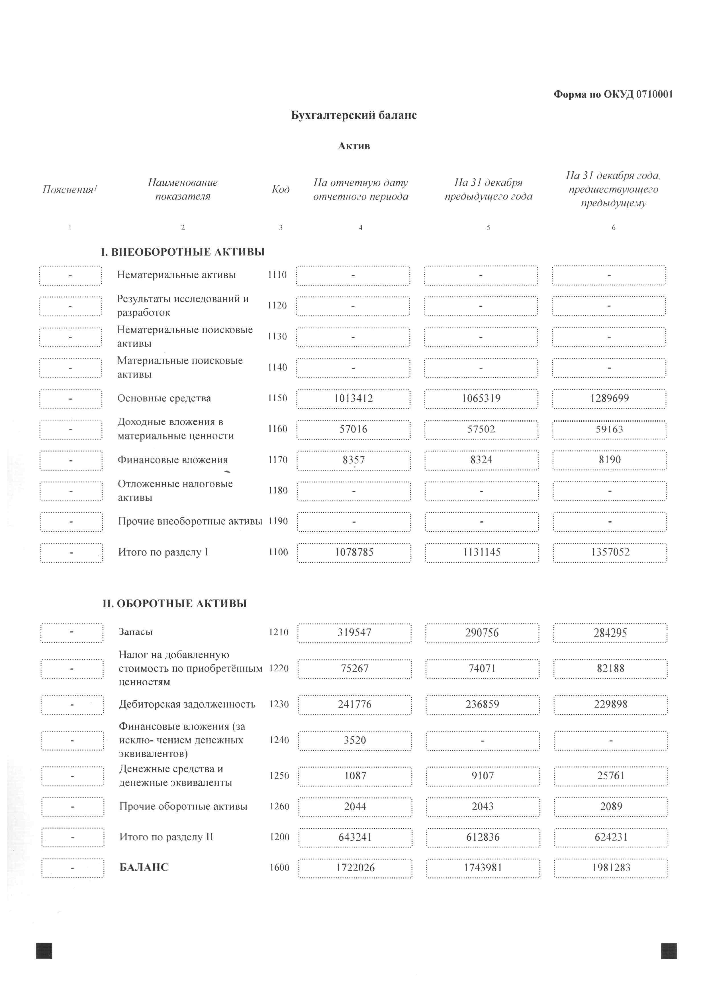 Форма по ОКУД 0710001
Бухгалтерский баланс
Актив
Пояснения1 Наименование показателя Код На отчетную дату отчетного периода На 31 декабря предыдущего года На 31 декабря года, предшествующего предыдущему
1 2 3 4 5 6
I. ВНЕОБОРОТНЫЕ АКТИВЫ
- Нематериальные активы 1110 - - -
- Результаты исследований и разработок 1120 - - -
- Нематериальные поисковые активы 1130 - - -
- Материальные поисковые активы 1140 - - -
- Основные средства 1150 1013412 1065319 1289699
- Доходные вложения в материальные ценности 1160 57016 57502 59163
- Финансовые вложения 1170 8357 8324 8190
- Отложенные налоговые активы 1180 - - -
- Прочие внеоборотные активы 1190 - - -
- Итого по разделу I 1100 1078785 1131145 1357052
II. ОБОРОТНЫЕ АКТИВЫ
- Запасы 1210 319547 290756 284295
- Налог на добавленную стоимость по приобретённым ценностям 1220 75267 74071 82188
- Дебиторская задолженность 1230 241776 236859 229898
- Финансовые вложения (за исклю- чением денежных эквивалентов) 1240 3520 - -
- Денежные средства и денежные эквиваленты 1250 1087 9107 25761
- Прочие оборотные активы 1260 2044 2043 2089
- Итого по разделу II 1200 643241 612836 624231
- БАЛАНС 1600 1722026 1743981 1981283